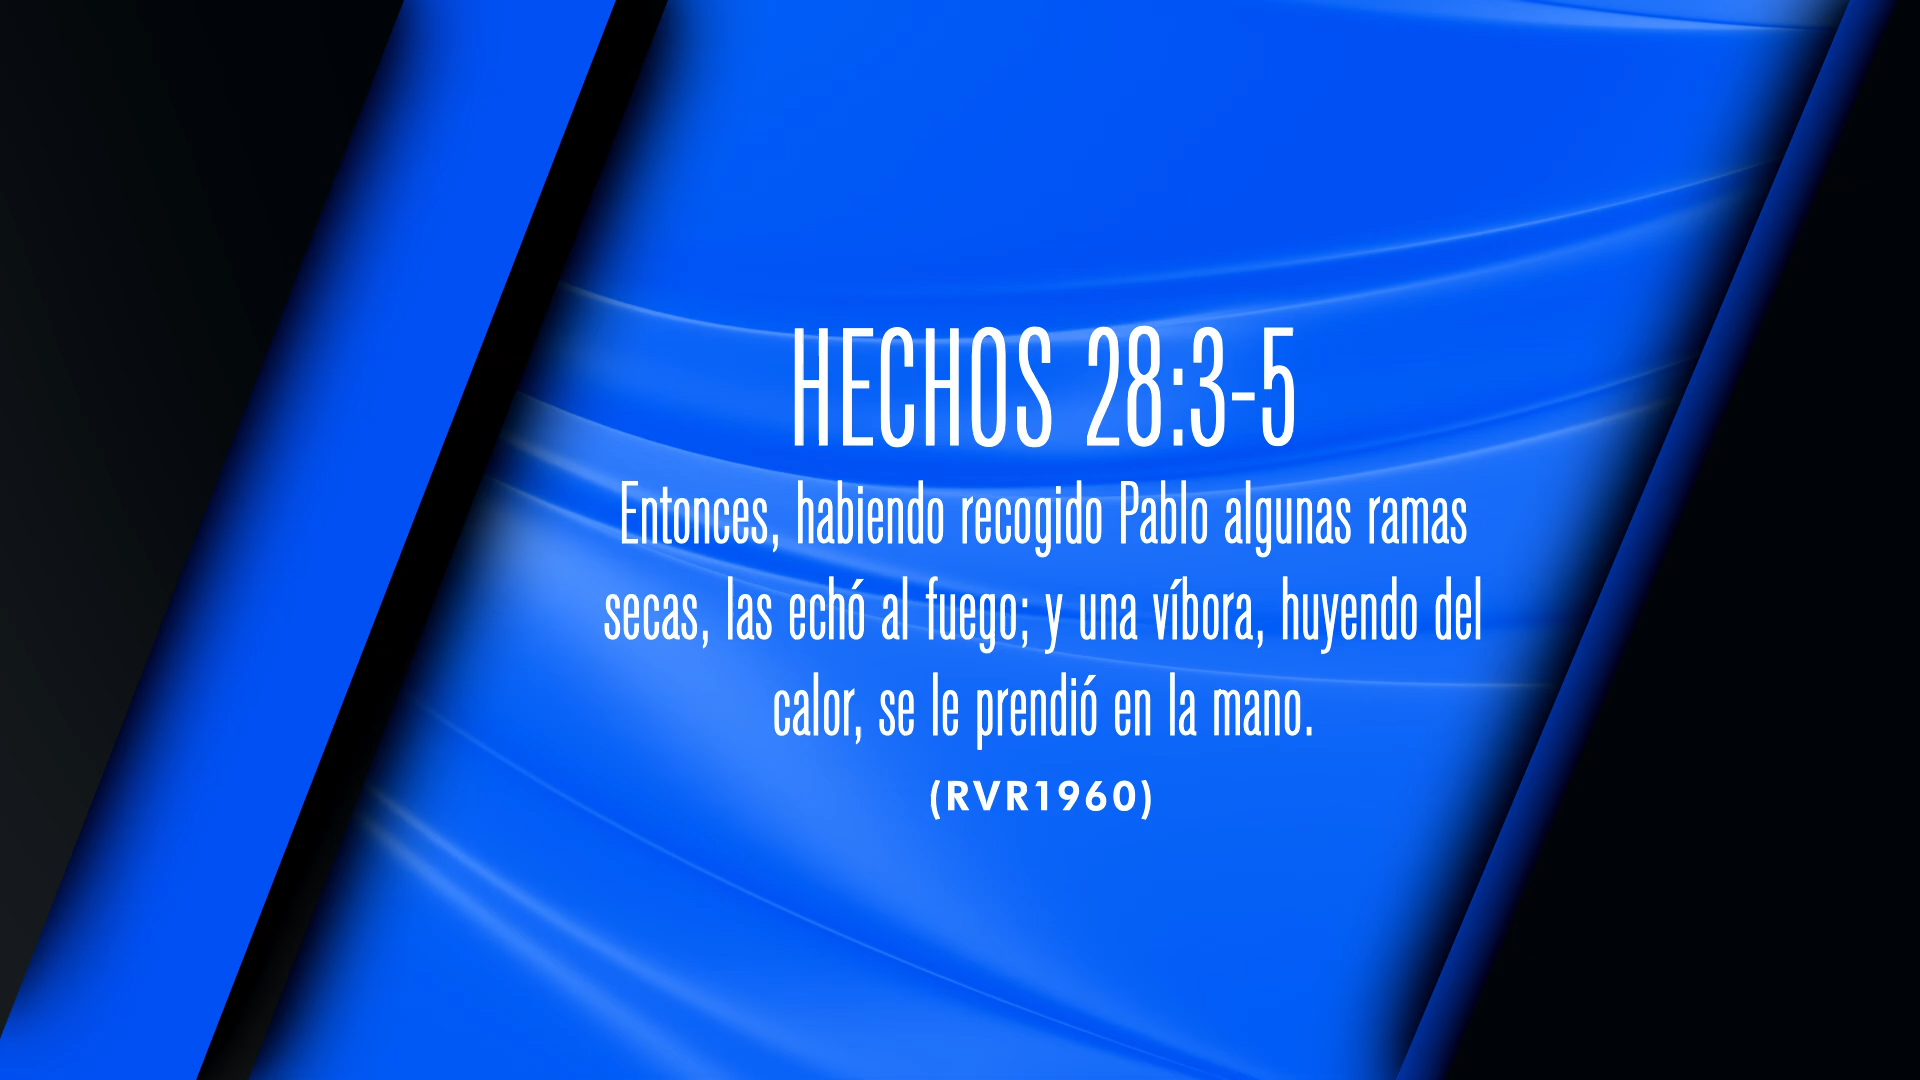 HECHOS 28:3-5
Entonces, habiendo recogido Pablo algunas ramas
secas, las echó al fuego; y una víbora, huyendo del
calor, se le prendió en la mano.
(RVR1960)